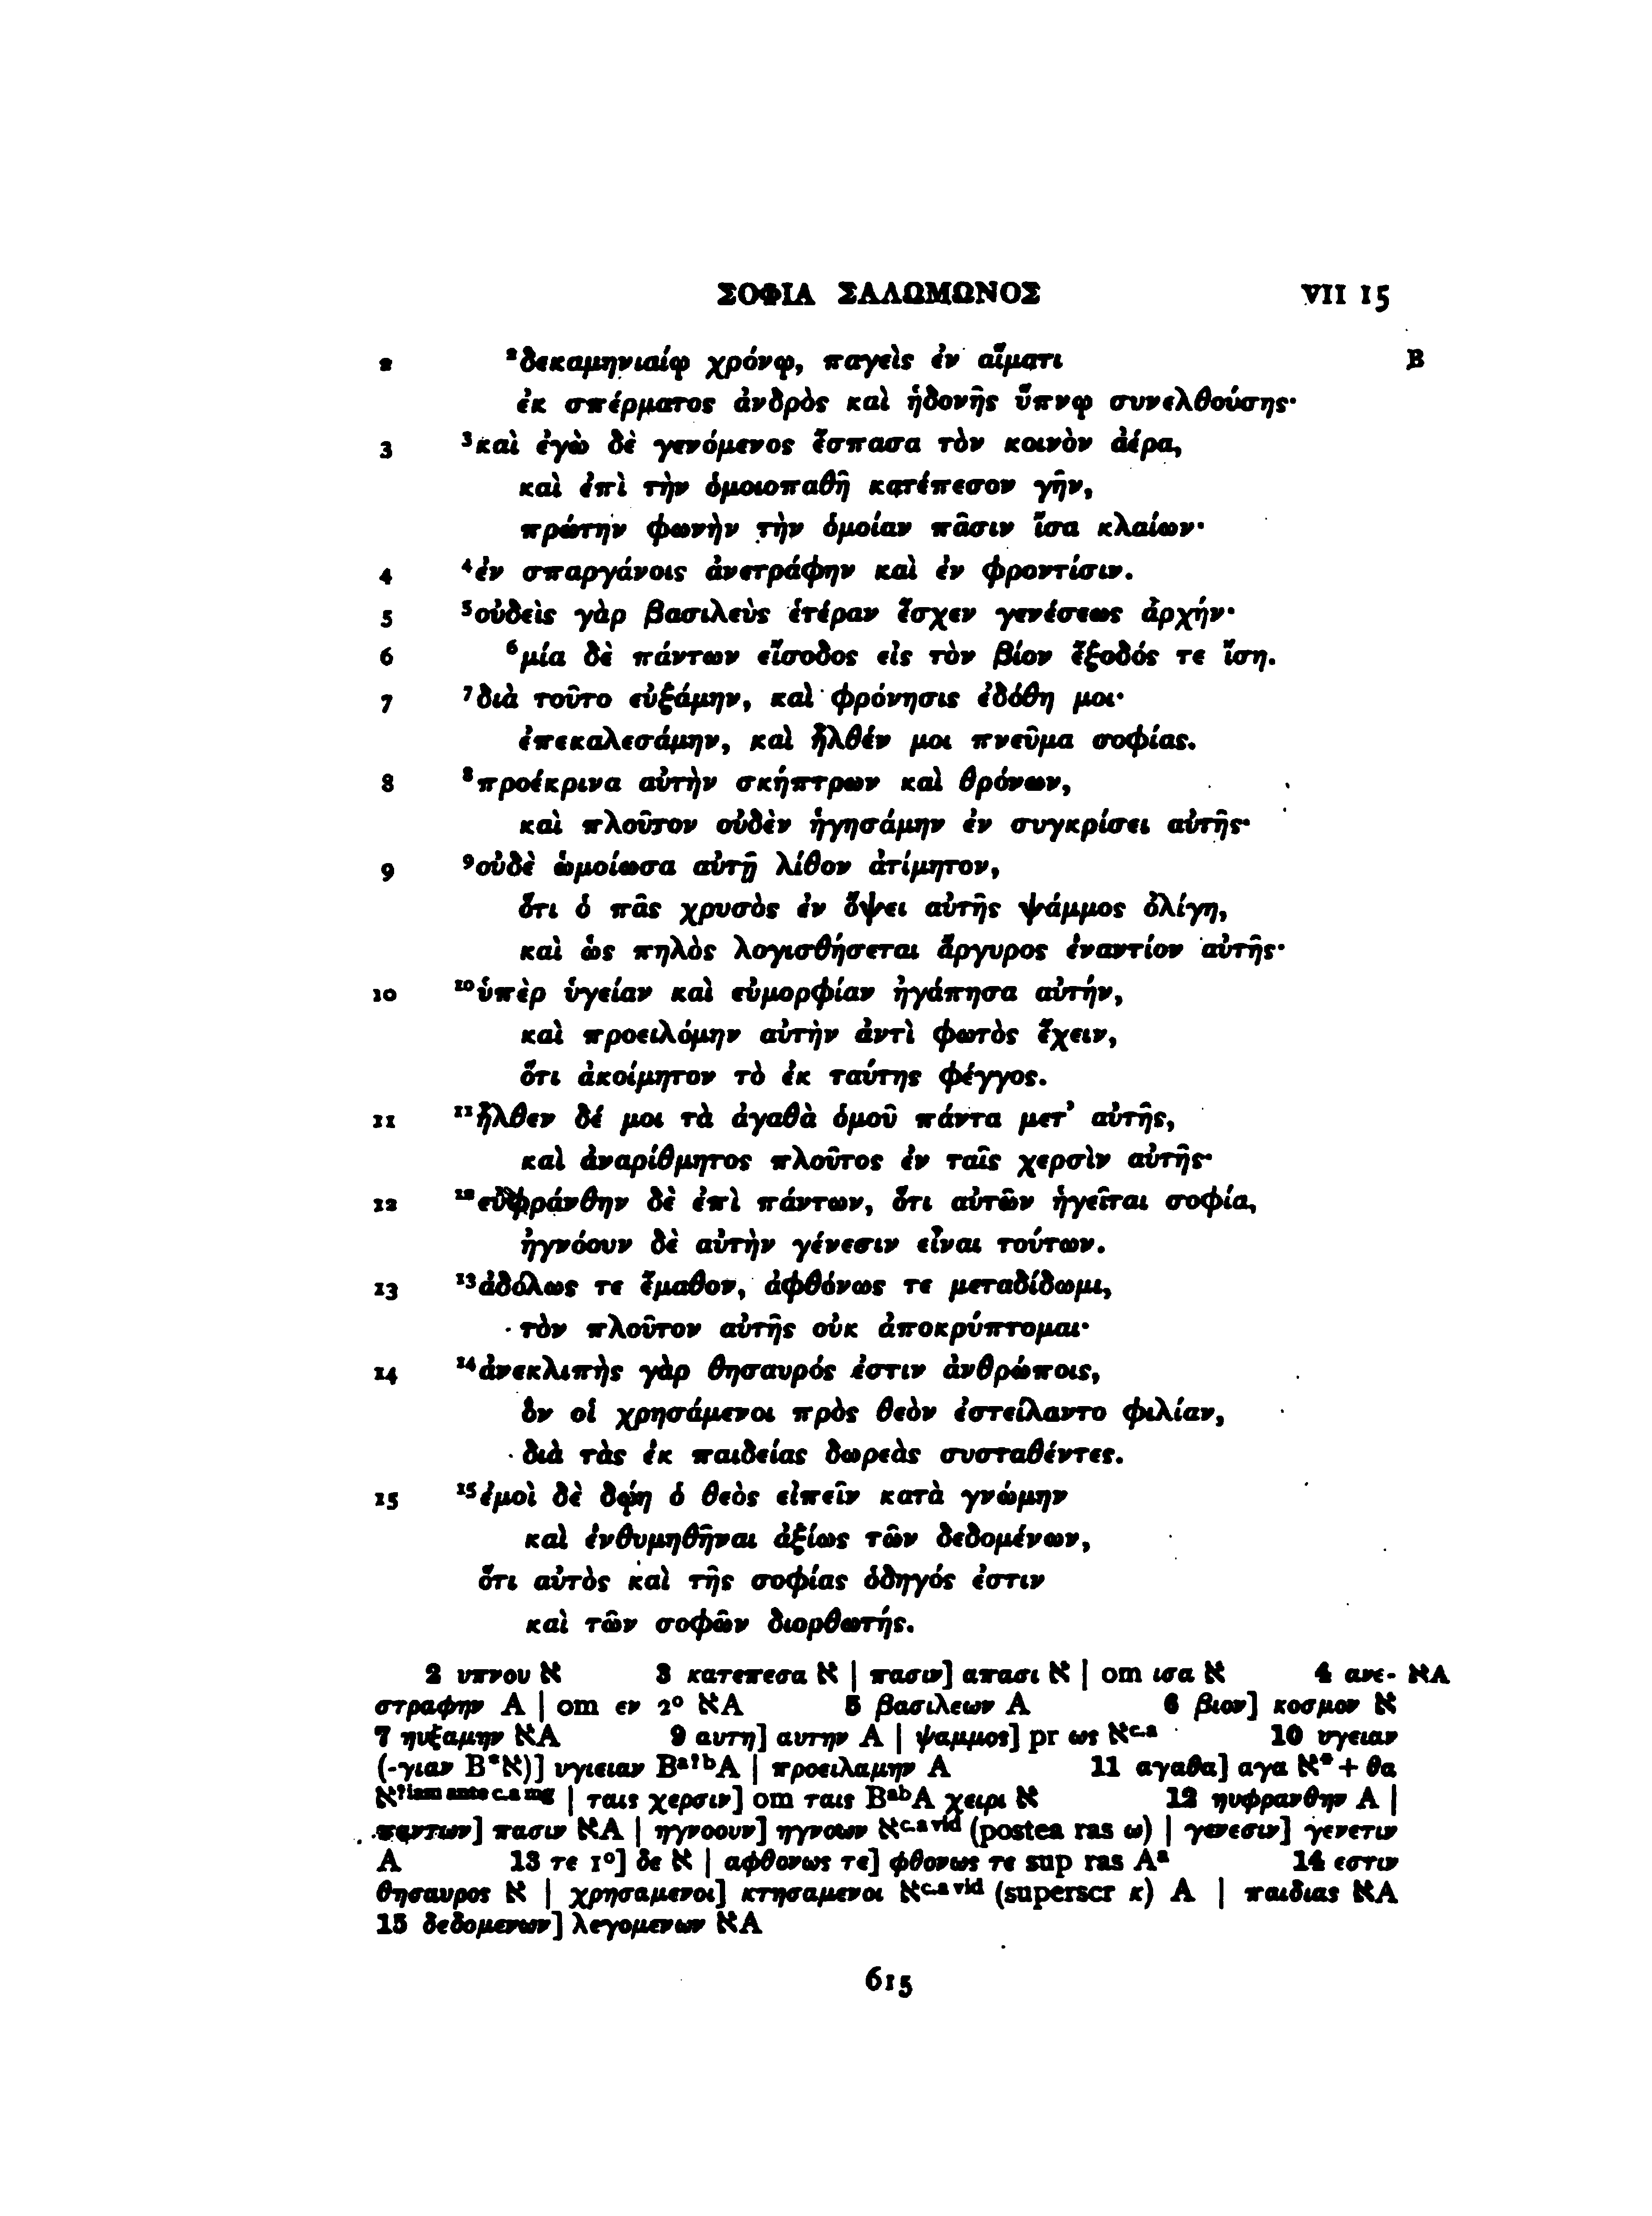 ΣΟΦΙΑ ΣΑΛΩΜΩΝΟΣ VII 15
2 ²δεκαμηνιαίῳ χρόνῳ, παγεὶς ἐν αἵματι B
ἐκ σπέρματος ἀνδρὸς καὶ ἡδονῆς ὕπνῳ συνελθούσης·
3 ³καὶ ἐγὼ δὲ γενόμενος ἔσπασα τὸν κοινὸν ἀέρα,
καὶ ἐπὶ τὴν ὁμοιοπαθῆ κατέπεσον γῆν,
πρώτην φωνὴν τὴν ὁμοίαν πᾶσιν ἴσα κλαίων·
4 ⁴ἐν σπαργάνοις ἀνετράφην καὶ ἐν φροντίσιν.
5 ⁵οὐδεὶς γὰρ βασιλεὺς ἑτέραν ἔσχεν γενέσεως ἀρχήν·
6 ⁶μία δὲ πάντων εἴσοδος εἰς τὸν βίον ἔξοδός τε ἴση.
7 ⁷διὰ τοῦτο εὐξάμην, καὶ φρόνησις ἐδόθη μοι·
ἐπεκαλεσάμην, καὶ ἦλθέν μοι πνεῦμα σοφίας.
8 ⁸προέκρινα αὐτὴν σκήπτρων καὶ θρόνων,
καὶ πλοῦτον οὐδὲν ἡγησάμην ἐν συγκρίσει αὐτῆς·
9 ⁹οὐδὲ ὡμοίωσα αὐτῇ λίθον ἀτίμητον,
ὅτι ὁ πᾶς χρυσὸς ἐν ὄψει αὐτῆς ψάμμος ὀλίγη,
καὶ ὡς πηλὸς λογισθήσεται ἄργυρος ἐναντίον αὐτῆς·
10 ¹⁰ὑπὲρ ὑγείαν καὶ εὐμορφίαν ἠγάπησα αὐτήν,
καὶ προειλόμην αὐτὴν ἀντὶ φωτὸς ἔχειν,
ὅτι ἀκοίμητον τὸ ἐκ ταύτης φέγγος.
11 ¹¹ἦλθεν δέ μοι τὰ ἀγαθὰ ὁμοῦ πάντα μετ’ αὐτῆς,
καὶ ἀναρίθμητος πλοῦτος ἐν ταῖς χερσὶν αὐτῆς·
12 ¹²εὐφράνθην δὲ ἐπὶ πάντων, ὅτι αὐτῶν ἡγεῖται σοφία,
ἠγνόουν δὲ αὐτὴν γένεσιν εἶναι τούτων.
13 ¹³ἀδόλως τε ἔμαθον, ἀφθόνως τε μεταδίδωμι,
τὸν πλοῦτον αὐτῆς οὐκ ἀποκρύπτομαι·
14 ¹⁴ἀνεκλιπὴς γὰρ θησαυρός ἐστιν ἀνθρώποις,
ὃν οἱ χρησάμενοι πρὸς θεὸν ἐστείλαντο φιλίαν,
διὰ τὰς ἐκ παιδείας δωρεὰς συσταθέντες.
15 ¹⁵ἐμοὶ δὲ δῴη ὁ θεὸς εἰπεῖν κατὰ γνώμην
καὶ ἐνθυμηθῆναι ἀξίως τῶν δεδομένων,
ὅτι αὐτὸς καὶ τῆς σοφίας ὁδηγός ἐστιν
καὶ τῶν σοφῶν διορθωτής.
2 υπνου א 3 κατεπεσα א | πασιν] απασι א | om ισα א 4 ανε- אA
στραφην A | om εν 2° אA 5 βασιλεων A 6 βιον] κοσμον א
7 ηυξαμην אA 9 αυτη] αυτην A | ψαμμος] pr ως א^c.a 10 υγειαν
(-γιαν B*א)] υγιειαν B^a?b A | προειλαμην A 11 αγαθα] αγα א* + θα
א^? iam ante c.a mg | ταις χερσιν] om ταις B^ab A χειρι א 12 ηυφρανθην A |
παντων] πασιν אA | ηγνοουν] ηγνοων א^c.a vid (postea ras ω) | γενεσιν] γενετιν
A 13 τε 1°] δε א | αφθονως τε] φθονως τε sup ras A^a 14 εστιν
θησαυρος א | χρησαμενοι] κτησαμενοι א^c.a vid (superscr κ) A | παιδιας אA
15 δεδομενων] λεγομενων אA
615